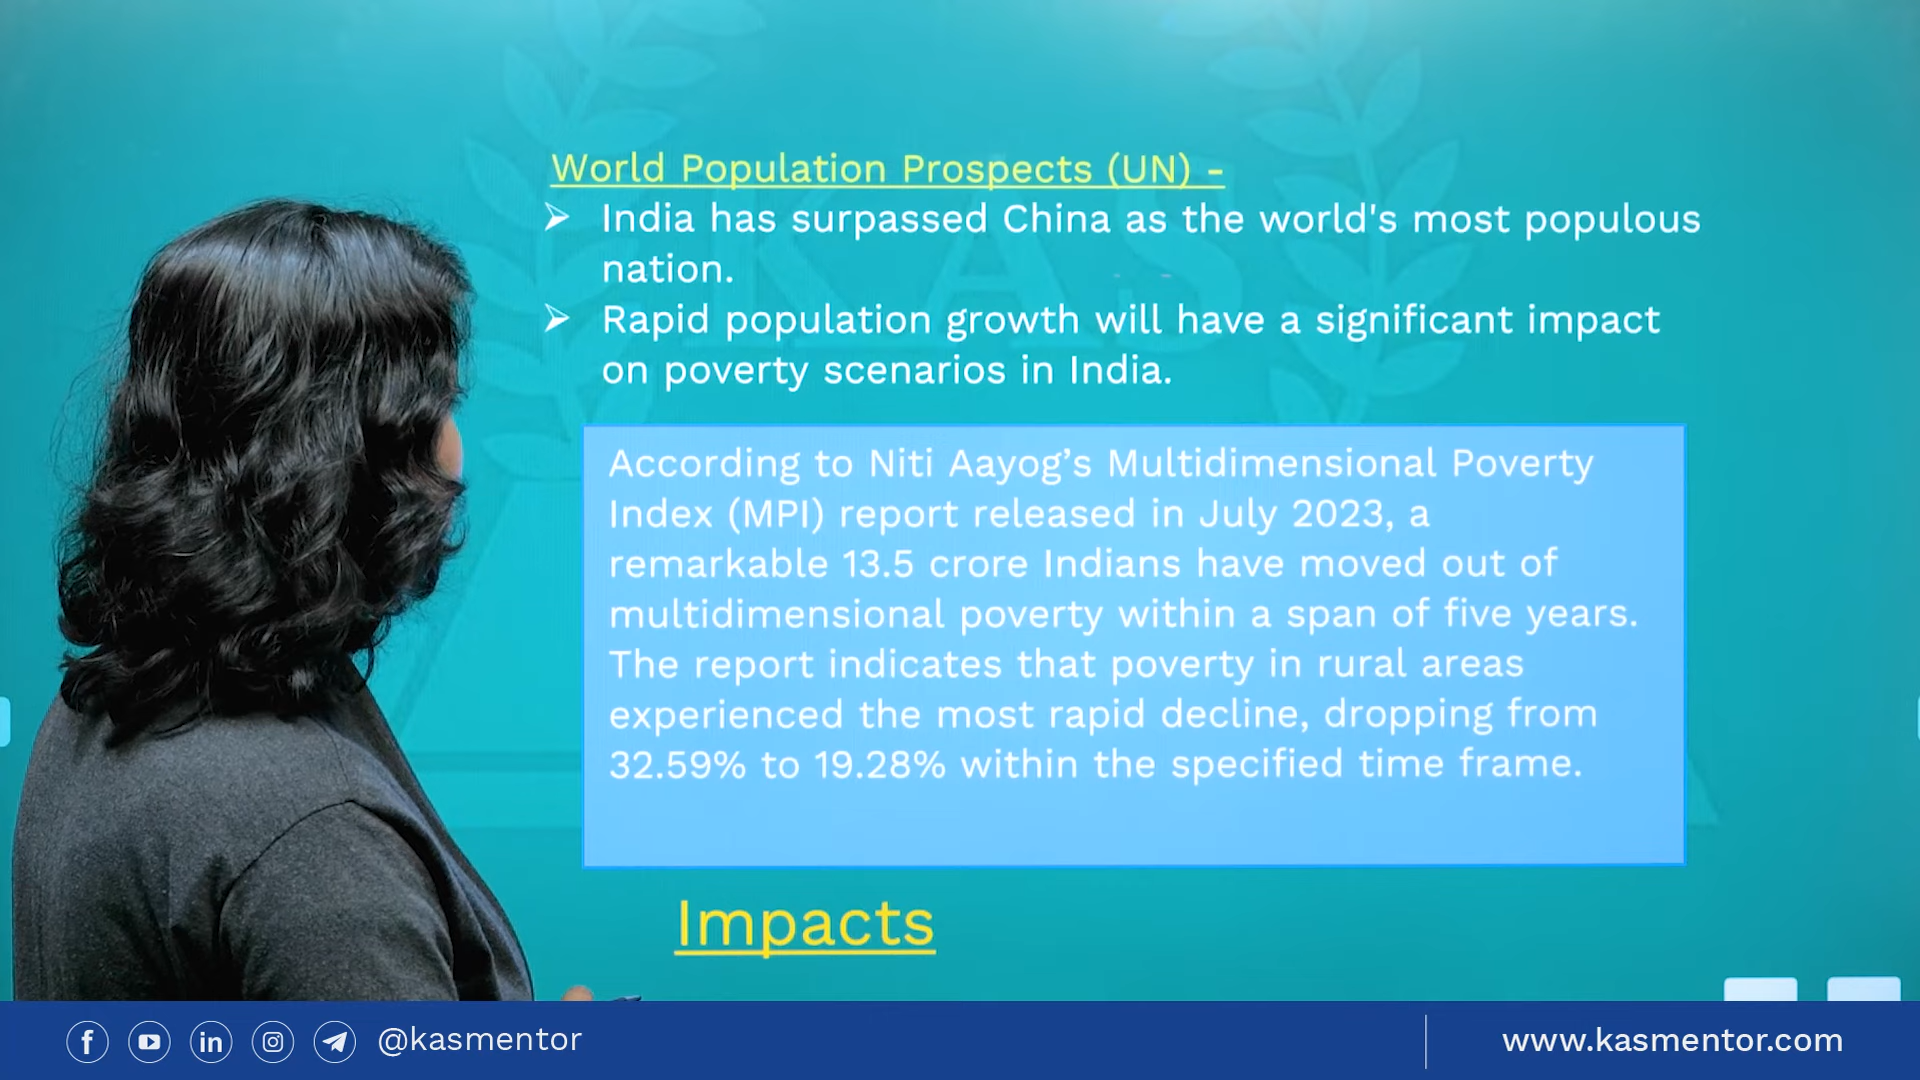 World Population Prospects (UN) -
India has surpassed China as the world's most populous
nation.
Rapid population growth will have a significant impact
on poverty scenarios in India.
According to Niti Aayog’s Multidimensional Poverty
Index (MPI) report released in July 2023, a
remarkable 13.5 crore Indians have moved out of
multidimensional poverty within a span of five years.
The report indicates that poverty in rural areas
experienced the most rapid decline, dropping from
32.59% to 19.28% within the specified time frame.
Impacts
KAS
@kasmentor
www.kasmentor.com